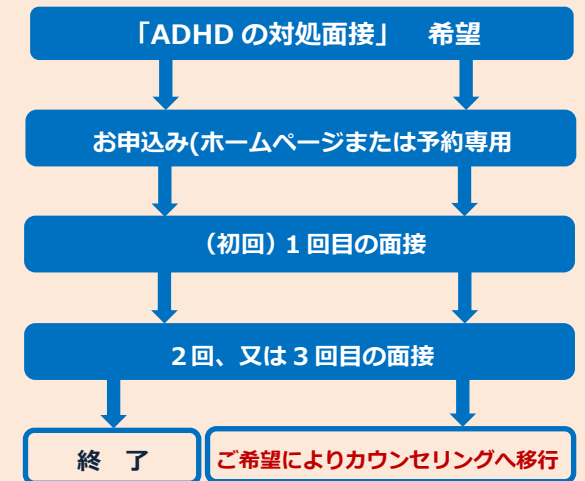 「ADHD の対処面接」　希望
お申込み(ホームページまたは予約専用
（初回）１回目の面接
２回、又は３回目の面接
終　了
ご希望によりカウンセリングへ移行